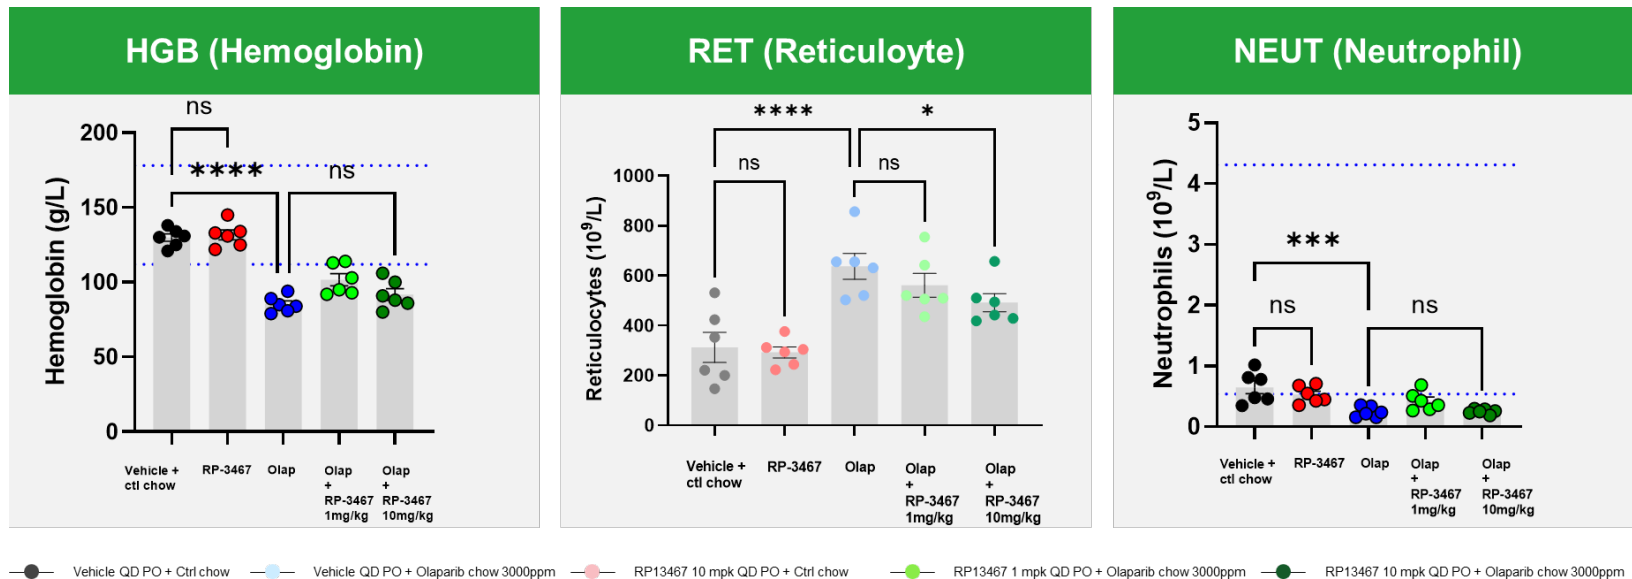 HGB (Hemoglobin)
ns
200
****
ns
150
100
50
0
Hemoglobin (g/L)
Vehicle +
ctl chow
RP-3467
Olap
Olap
+
RP-3467
1mg/kg
Olap
+
RP-3467
10mg/kg
RET (Reticuloyte)
****
*
ns
ns
1000
800
600
400
200
0
Reticulocytes (10⁹/L)
Vehicle +
ctl chow
RP-3467
Olap
Olap
+
RP-3467
1mg/kg
Olap
+
RP-3467
10mg/kg
NEUT (Neutrophil)
5
4
3
***
2
ns
ns
1
0
Neutrophils (10⁹/L)
Vehicle +
ctl chow
RP-3467
Olap
Olap
+
RP-3467
1mg/kg
Olap
+
RP-3467
10mg/kg
Vehicle QD PO + Ctrl chow
Vehicle QD PO + Olaparib chow 3000ppm
RP13467 10 mpk QD PO + Ctrl chow
RP13467 1 mpk QD PO + Olaparib chow 3000ppm
RP13467 10 mpk QD PO + Olaparib chow 3000ppm